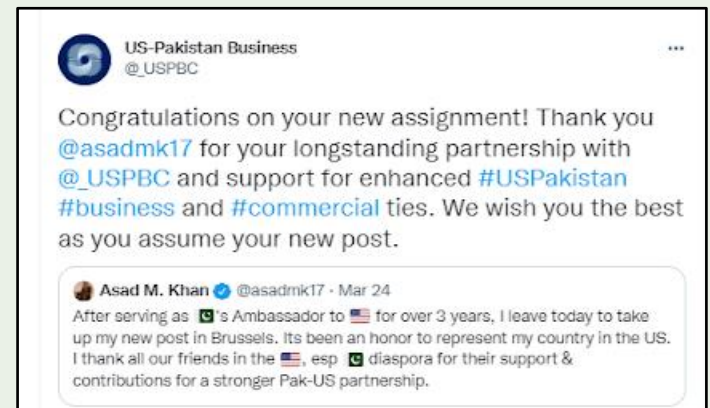 US-Pakistan Business
@_USPBC
Congratulations on your new assignment! Thank you
@asadmk17 for your longstanding partnership with
@_USPBC and support for enhanced #USPakistan
#business and #commercial ties. We wish you the best
as you assume your new post.
Asad M. Khan @asadmk17 · Mar 24
After serving as 🇵🇰's Ambassador to 🇺🇸 for over 3 years, I leave today to take
up my new post in Brussels. Its been an honor to represent my country in the US.
I thank all our friends in the 🇺🇸, esp 🇵🇰 diaspora for their support &
contributions for a stronger Pak-US partnership.